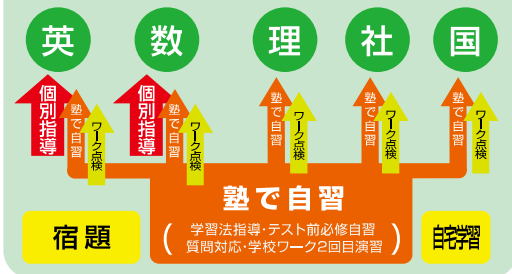 英
数
理
社
国
個別指導
塾で自習
ワーク点検
個別指導
塾で自習
ワーク点検
塾で自習
ワーク点検
塾で自習
ワーク点検
塾で自習
ワーク点検
宿題
塾で自習
(学習法指導・テスト前必修自習
質問対応・学校ワーク2回目演習)
自宅学習